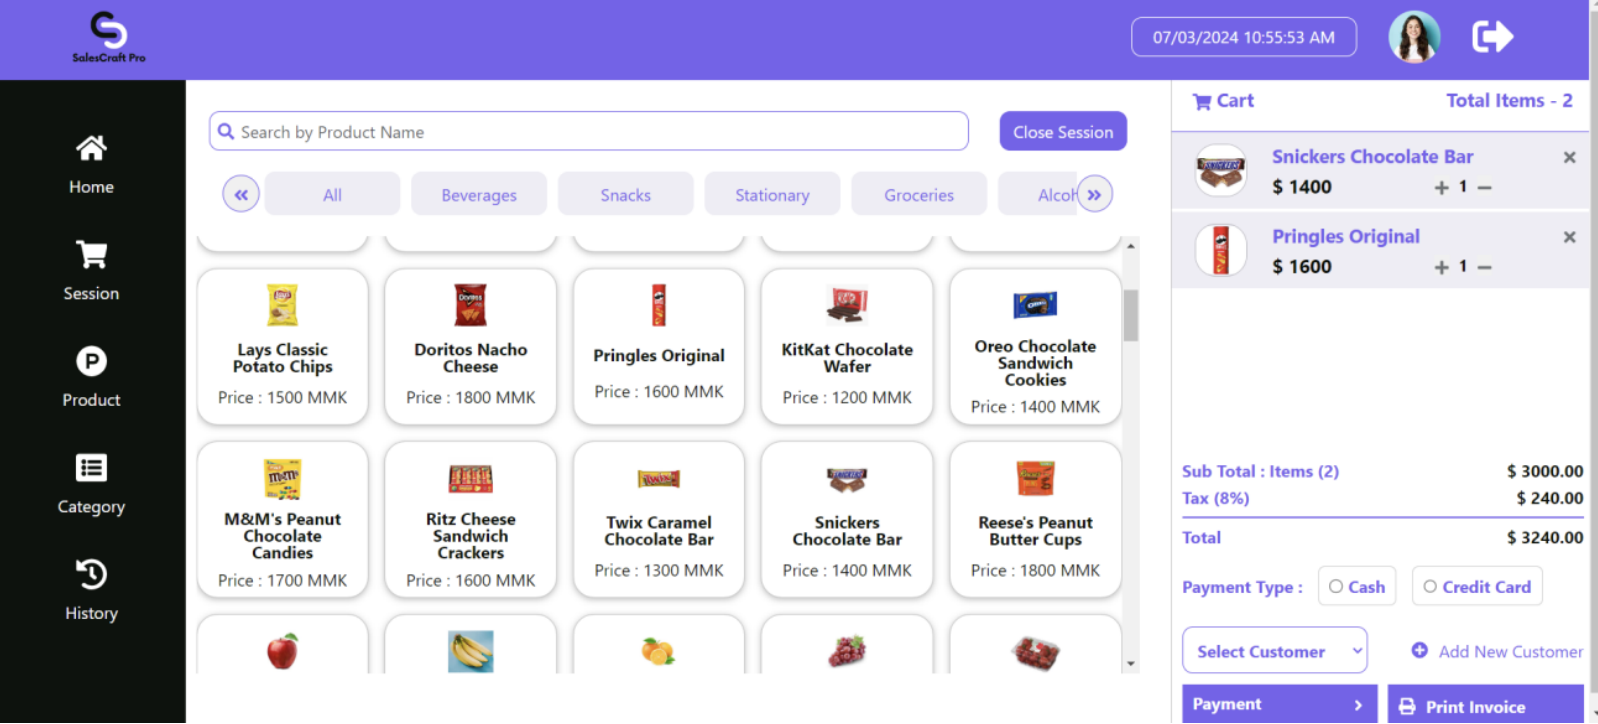 SalesCraft Pro
07/03/2024 10:55:53 AM
Home
Session
Product
Category
History
Search by Product Name
Close Session
All
Beverages
Snacks
Stationary
Groceries
Alcoh
Lays Classic
Potato Chips
Price : 1500 MMK
Doritos Nacho
Cheese
Price : 1800 MMK
Pringles Original
Price : 1600 MMK
KitKat Chocolate
Wafer
Price : 1200 MMK
Oreo Chocolate
Sandwich
Cookies
Price : 1400 MMK
M&M's Peanut
Chocolate
Candies
Price : 1700 MMK
Ritz Cheese
Sandwich
Crackers
Price : 1600 MMK
Twix Caramel
Chocolate Bar
Price : 1300 MMK
Snickers
Chocolate Bar
Price : 1400 MMK
Reese's Peanut
Butter Cups
Price : 1800 MMK
Cart
Total Items - 2
Snickers Chocolate Bar
$ 1400
+ 1 −
Pringles Original
$ 1600
+ 1 −
Sub Total : Items (2) $ 3000.00
Tax (8%) $ 240.00
Total $ 3240.00
Payment Type : Cash Credit Card
Select Customer
Add New Customer
Payment
Print Invoice